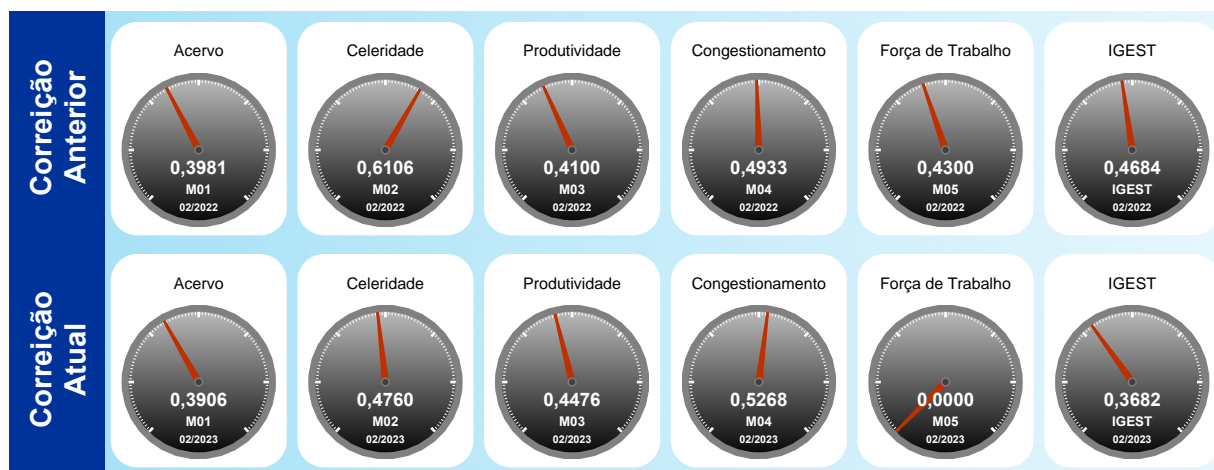 Correição
Anterior
Acervo
0,3981
M01
02/2022
Celeridade
0,6106
M02
02/2022
Produtividade
0,4100
M03
02/2022
Congestionamento
0,4933
M04
02/2022
Força de Trabalho
0,4300
M05
02/2022
IGEST
0,4684
IGEST
02/2022
Correição
Atual
Acervo
0,3906
M01
02/2023
Celeridade
0,4760
M02
02/2023
Produtividade
0,4476
M03
02/2023
Congestionamento
0,5268
M04
02/2023
Força de Trabalho
0,0000
M05
02/2023
IGEST
0,3682
IGEST
02/2023